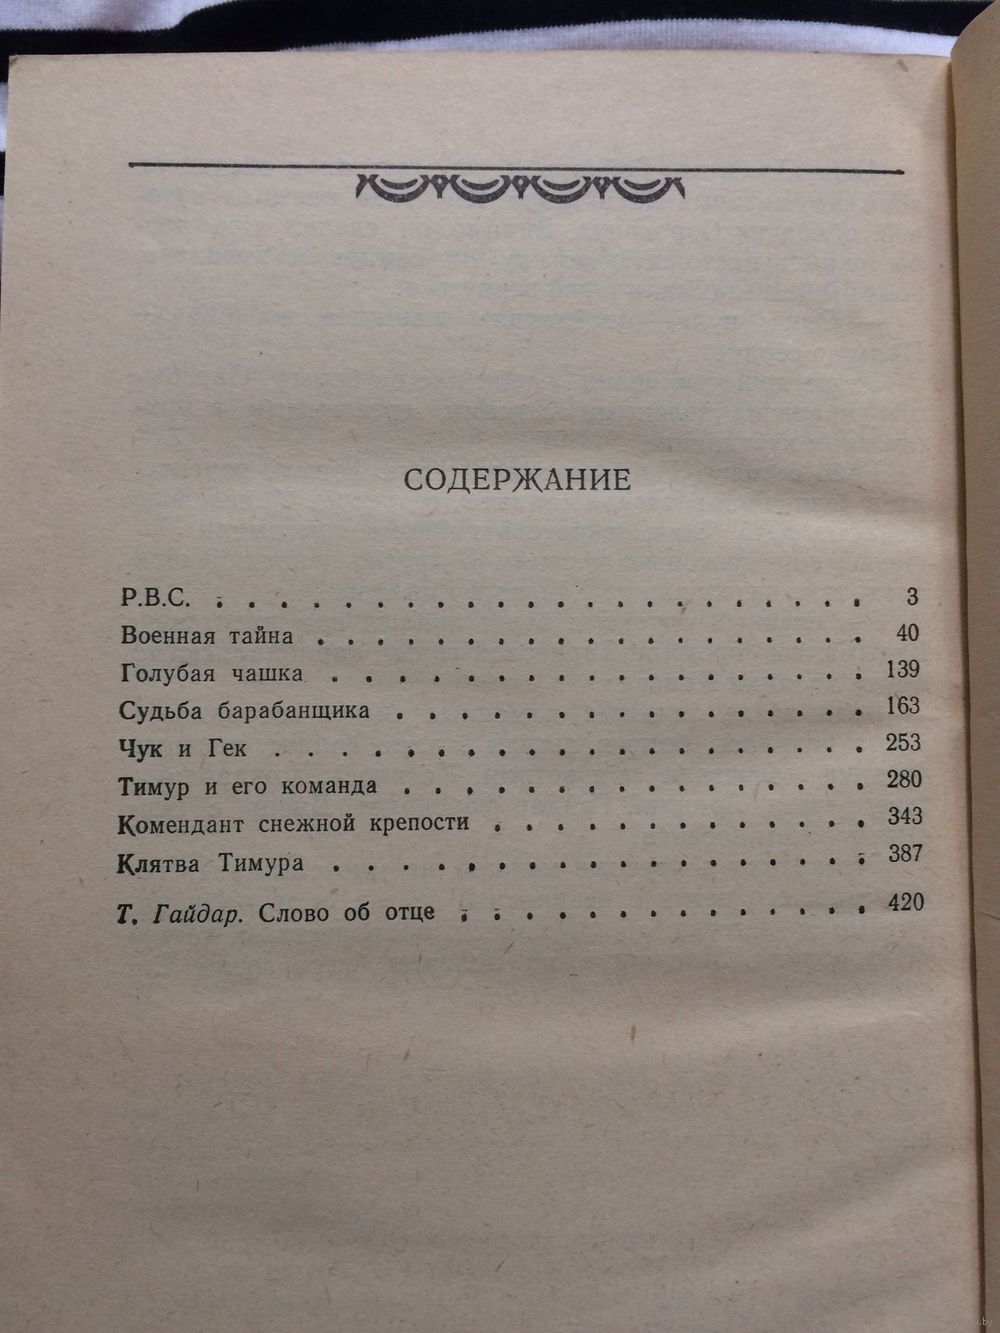 СОДЕРЖАНИЕ
Р.В.С. . . . . . . . . . . . . . . . . . . . . . 3
Военная тайна . . . . . . . . . . . . . . . . . . 40
Голубая чашка . . . . . . . . . . . . . . . . . 139
Судьба барабанщика . . . . . . . . . . . . . . . 163
Чук и Гек . . . . . . . . . . . . . . . . . . . 253
Тимур и его команда . . . . . . . . . . . . . . . 280
Комендант снежной крепости . . . . . . . . . . . . 343
Клятва Тимура . . . . . . . . . . . . . . . . . 387
Т. Гайдар. Слово об отце . . . . . . . . . . . . . 420